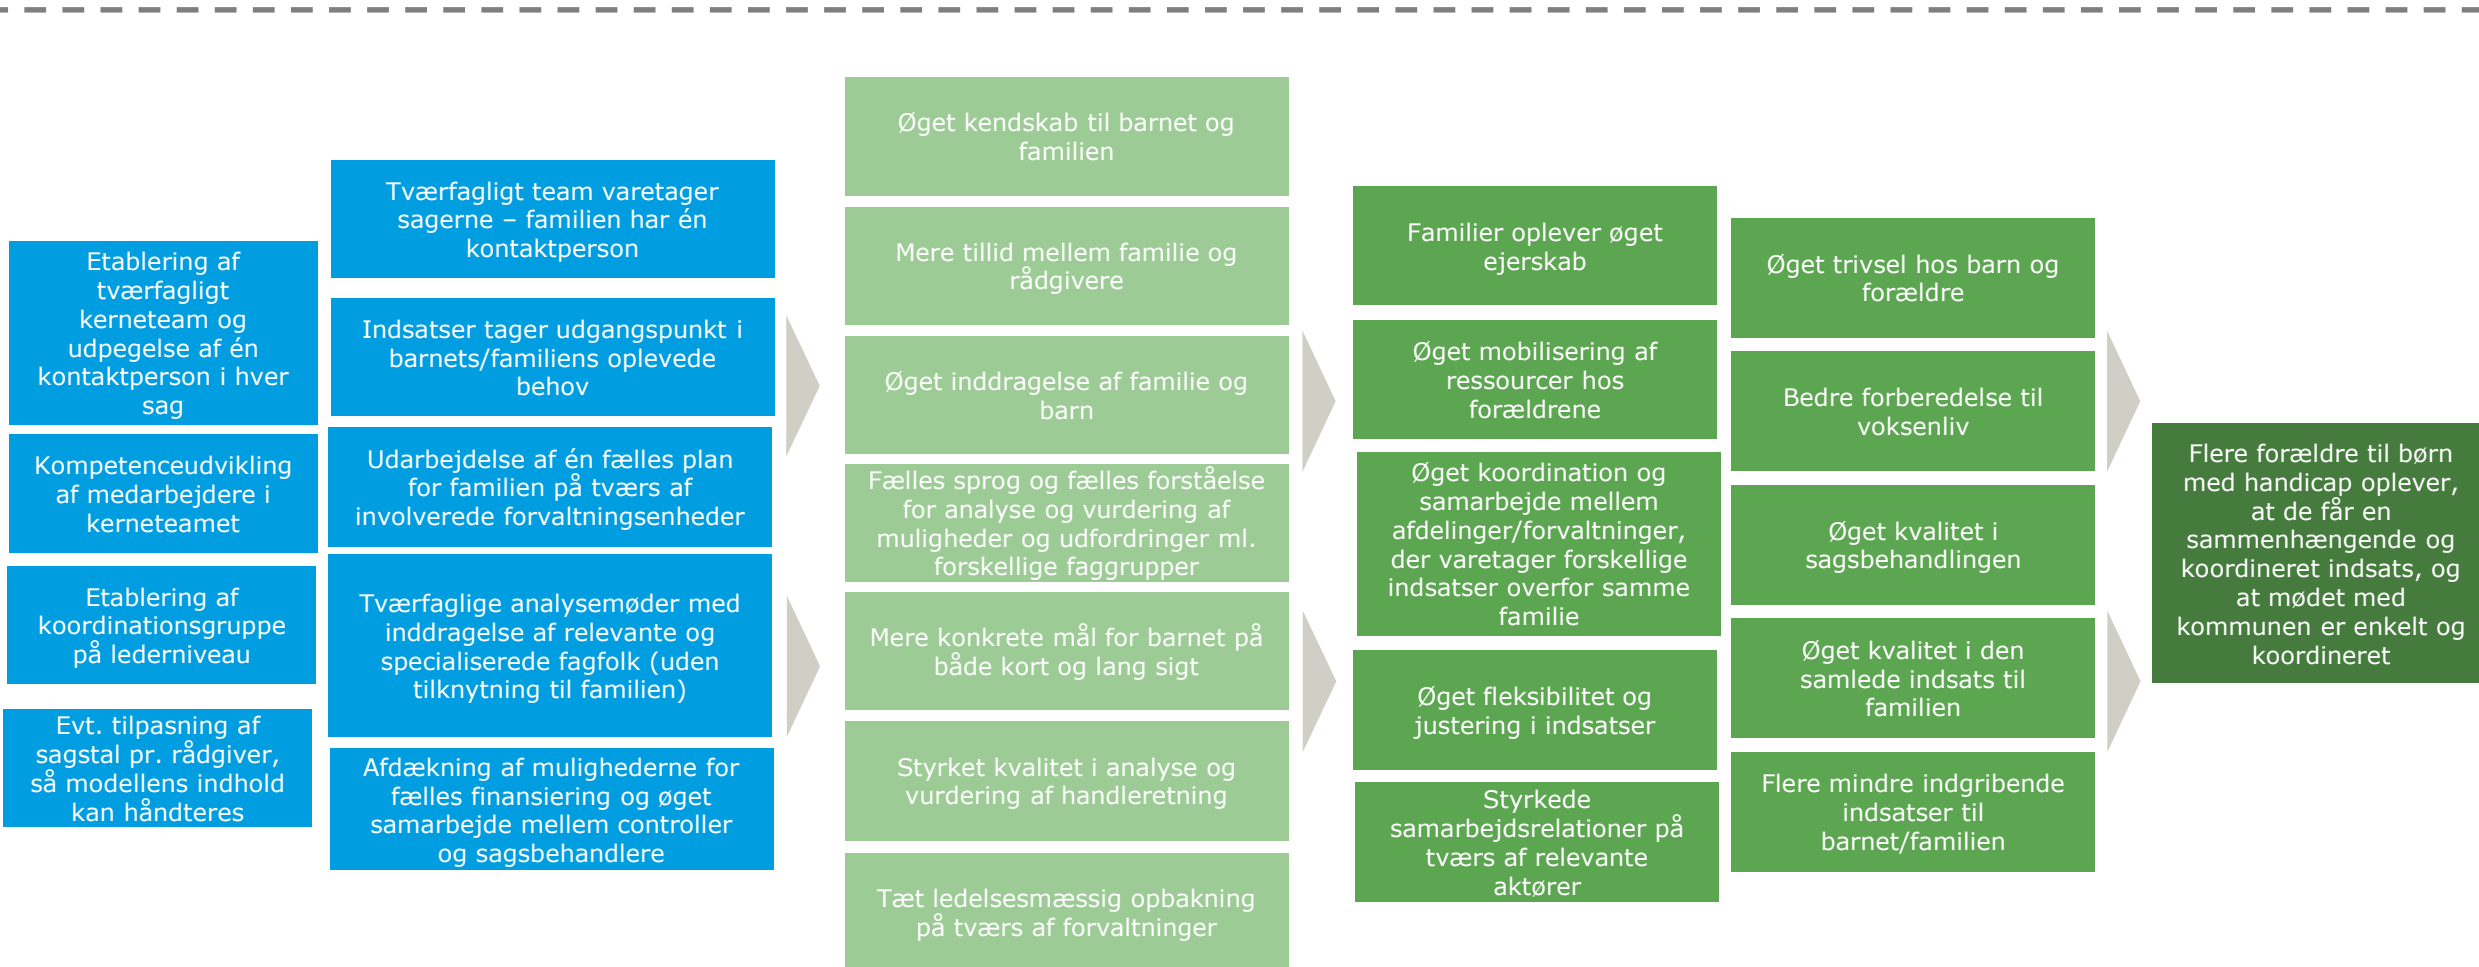 Etablering af
tværfagligt
kerneteam og
udpegelse af én
kontaktperson i hver
sag
Kompetenceudvikling
af medarbejdere i
kerneteamet
Etablering af
koordinationsgruppe
på lederniveau
Evt. tilpasning af
sagstal pr. rådgiver,
så modellens indhold
kan håndteres
Tværfagligt team varetager
sagerne – familien har én
kontaktperson
Indsatser tager udgangspunkt i
barnets/familiens oplevede
behov
Udarbejdelse af én fælles plan
for familien på tværs af
involverede forvaltningsenheder
Tværfaglige analysemøder med
inddragelse af relevante og
specialiserede fagfolk (uden
tilknytning til familien)
Afdækning af mulighederne for
fælles finansiering og øget
samarbejde mellem controller
og sagsbehandlere
Øget kendskab til barnet og
familien
Mere tillid mellem familie og
rådgivere
Øget inddragelse af familie og
barn
Fælles sprog og fælles forståelse
for analyse og vurdering af
muligheder og udfordringer ml.
forskellige faggrupper
Mere konkrete mål for barnet på
både kort og lang sigt
Styrket kvalitet i analyse og
vurdering af handleretning
Tæt ledelsesmæssig opbakning
på tværs af forvaltninger
Familier oplever øget
ejerskab
Øget mobilisering af
ressourcer hos
forældrene
Øget koordination og
samarbejde mellem
afdelinger/forvaltninger,
der varetager forskellige
indsatser overfor samme
familie
Øget fleksibilitet og
justering i indsatser
Styrkede
samarbejdsrelationer på
tværs af relevante
aktører
Øget trivsel hos barn og
forældre
Bedre forberedelse til
voksenliv
Øget kvalitet i
sagsbehandlingen
Øget kvalitet i den
samlede indsats til
familien
Flere mindre indgribende
indsatser til
barnet/familien
Flere forældre til børn
med handicap oplever,
at de får en
sammenhængende og
koordineret indsats, og
at mødet med
kommunen er enkelt og
koordineret